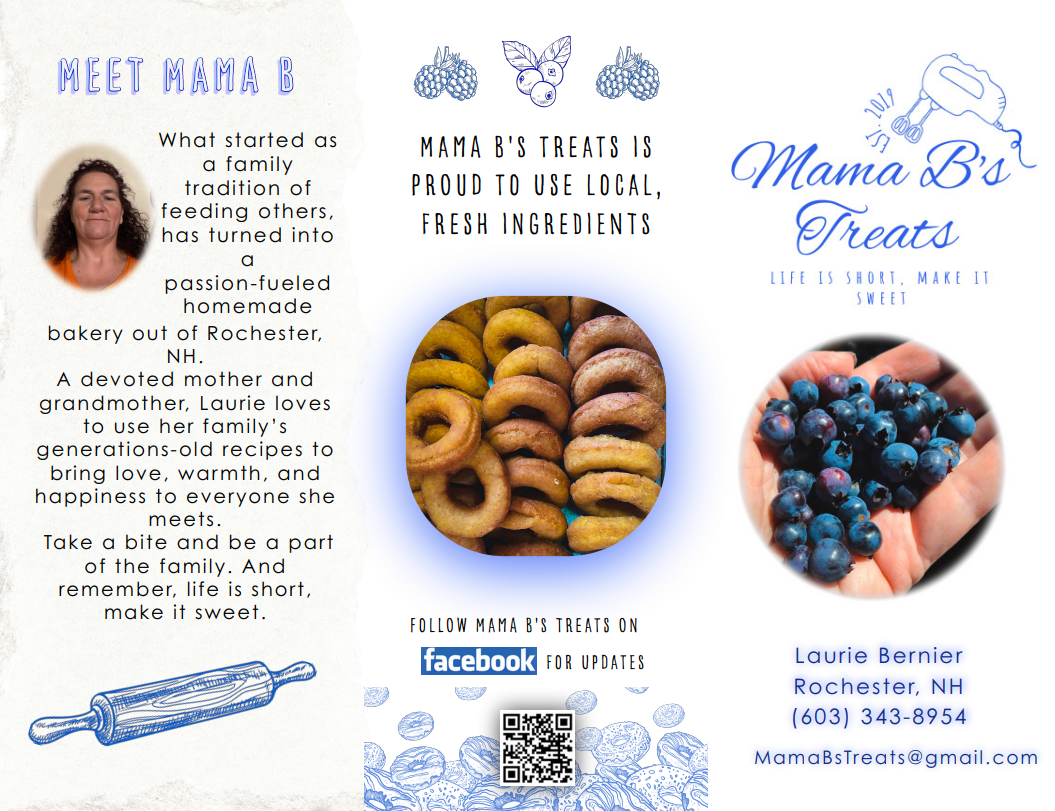 MEET MAMA B
What started as
a family
tradition of
feeding others,
has turned into
a
passion-fueled
homemade
bakery out of Rochester,
NH.
A devoted mother and
grandmother, Laurie loves
to use her family's
generations-old recipes to
bring love, warmth, and
happiness to everyone she
meets.
Take a bite and be a part
of the family. And
remember, life is short,
make it sweet.
MAMA B'S TREATS IS
PROUD TO USE LOCAL,
FRESH INGREDIENTS
FOLLOW MAMA B'S TREATS ON
facebook FOR UPDATES
EST. 2019
Mama B's
Treats
LIFE IS SHORT, MAKE IT
SWEET
Laurie Bernier
Rochester, NH
(603) 343-8954
MamaBsTreats@gmail.com